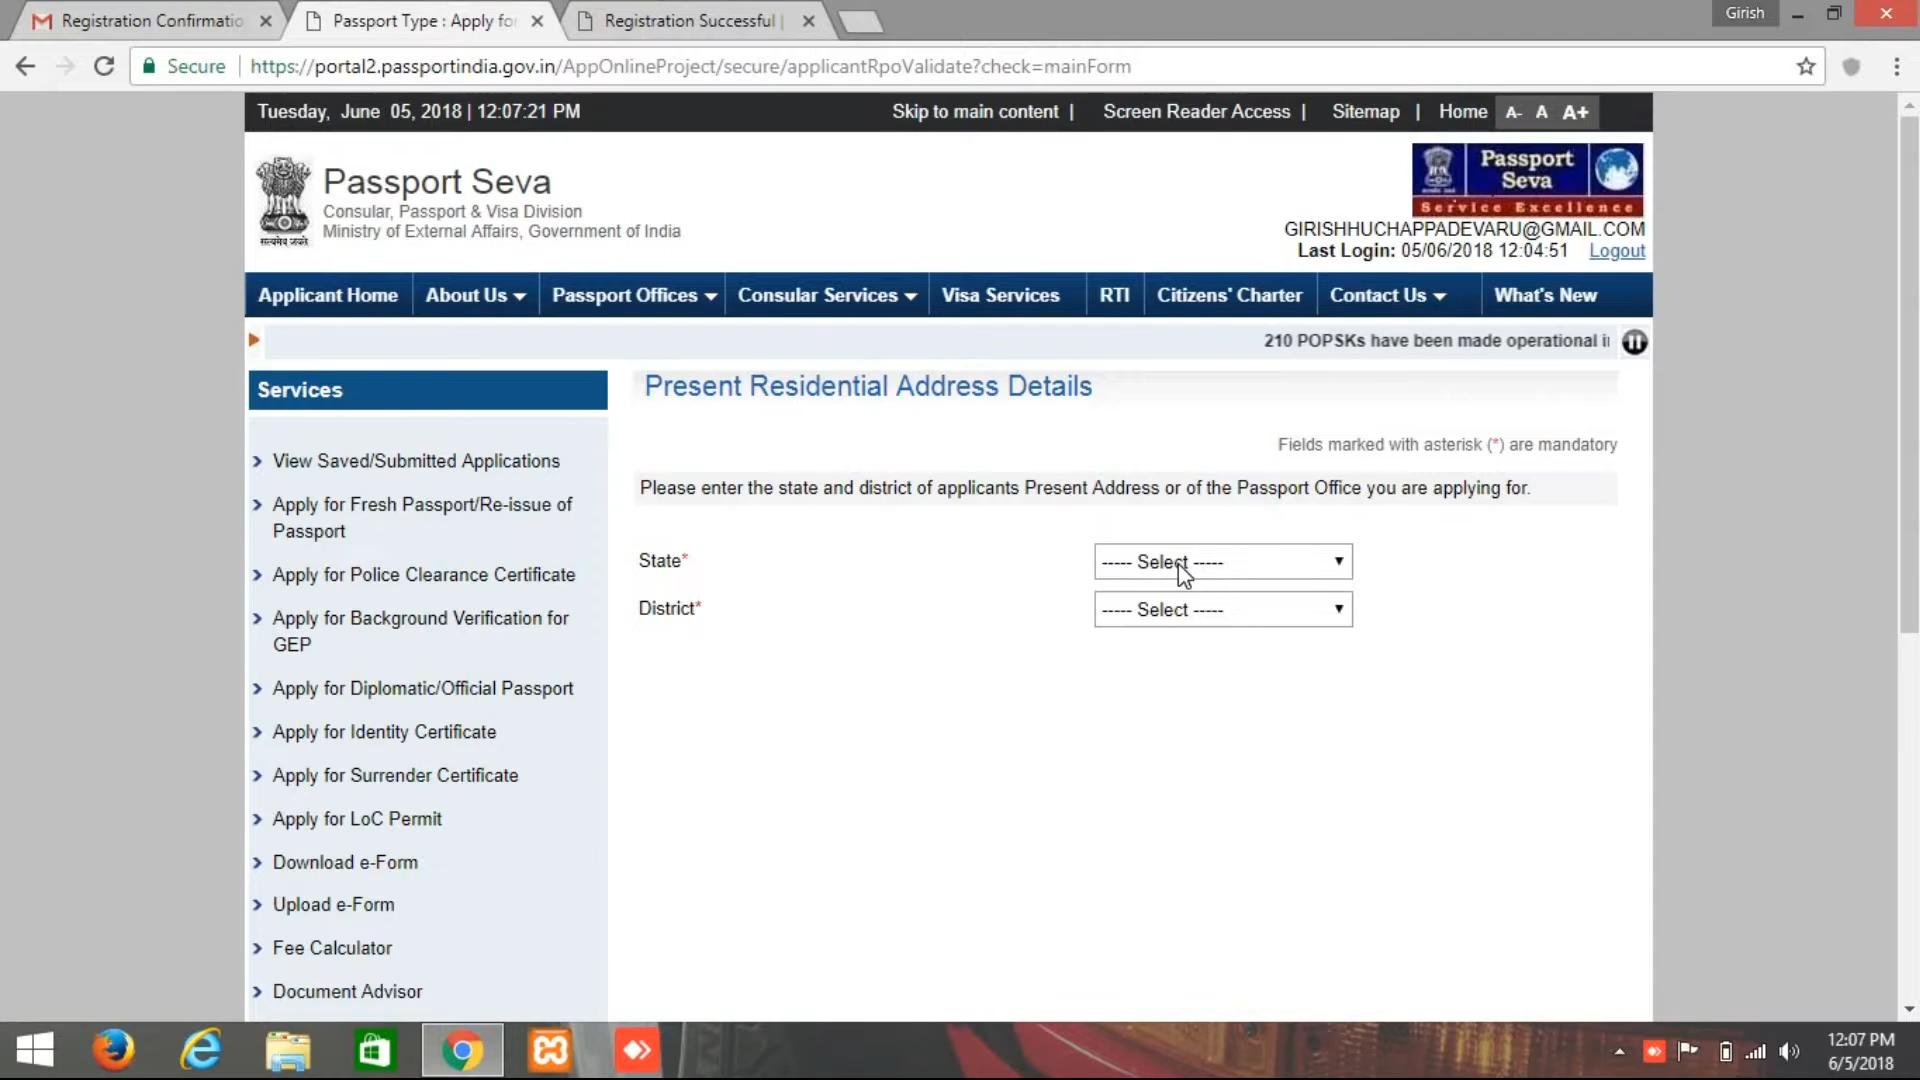 Registration Confirmatio
Passport Type : Apply fo
Registration Successful |
Girish
Secure
https://portal2.passportindia.gov.in/AppOnlineProject/secure/applicantRpoValidate?check=mainForm
Tuesday, June 05, 2018 | 12:07:21 PM
Skip to main content | Screen Reader Access | Sitemap | Home A- A A+
Passport Seva
Consular, Passport & Visa Division
Ministry of External Affairs, Government of India
सत्यमेव जयते
Passport
Seva
Service Excellence
GIRISHHUCHAPPADEVARU@GMAIL.COM
Last Login: 05/06/2018 12:04:51 Logout
Applicant Home About Us Passport Offices Consular Services Visa Services RTI Citizens' Charter Contact Us What's New
210 POPSKs have been made operational i
Services
View Saved/Submitted Applications
Apply for Fresh Passport/Re-issue of
Passport
Apply for Police Clearance Certificate
Apply for Background Verification for
GEP
Apply for Diplomatic/Official Passport
Apply for Identity Certificate
Apply for Surrender Certificate
Apply for LoC Permit
Download e-Form
Upload e-Form
Fee Calculator
Document Advisor
Present Residential Address Details
Fields marked with asterisk (*) are mandatory
Please enter the state and district of applicants Present Address or of the Passport Office you are applying for.
State* ----- Select -----
District* ----- Select -----
12:07 PM
6/5/2018